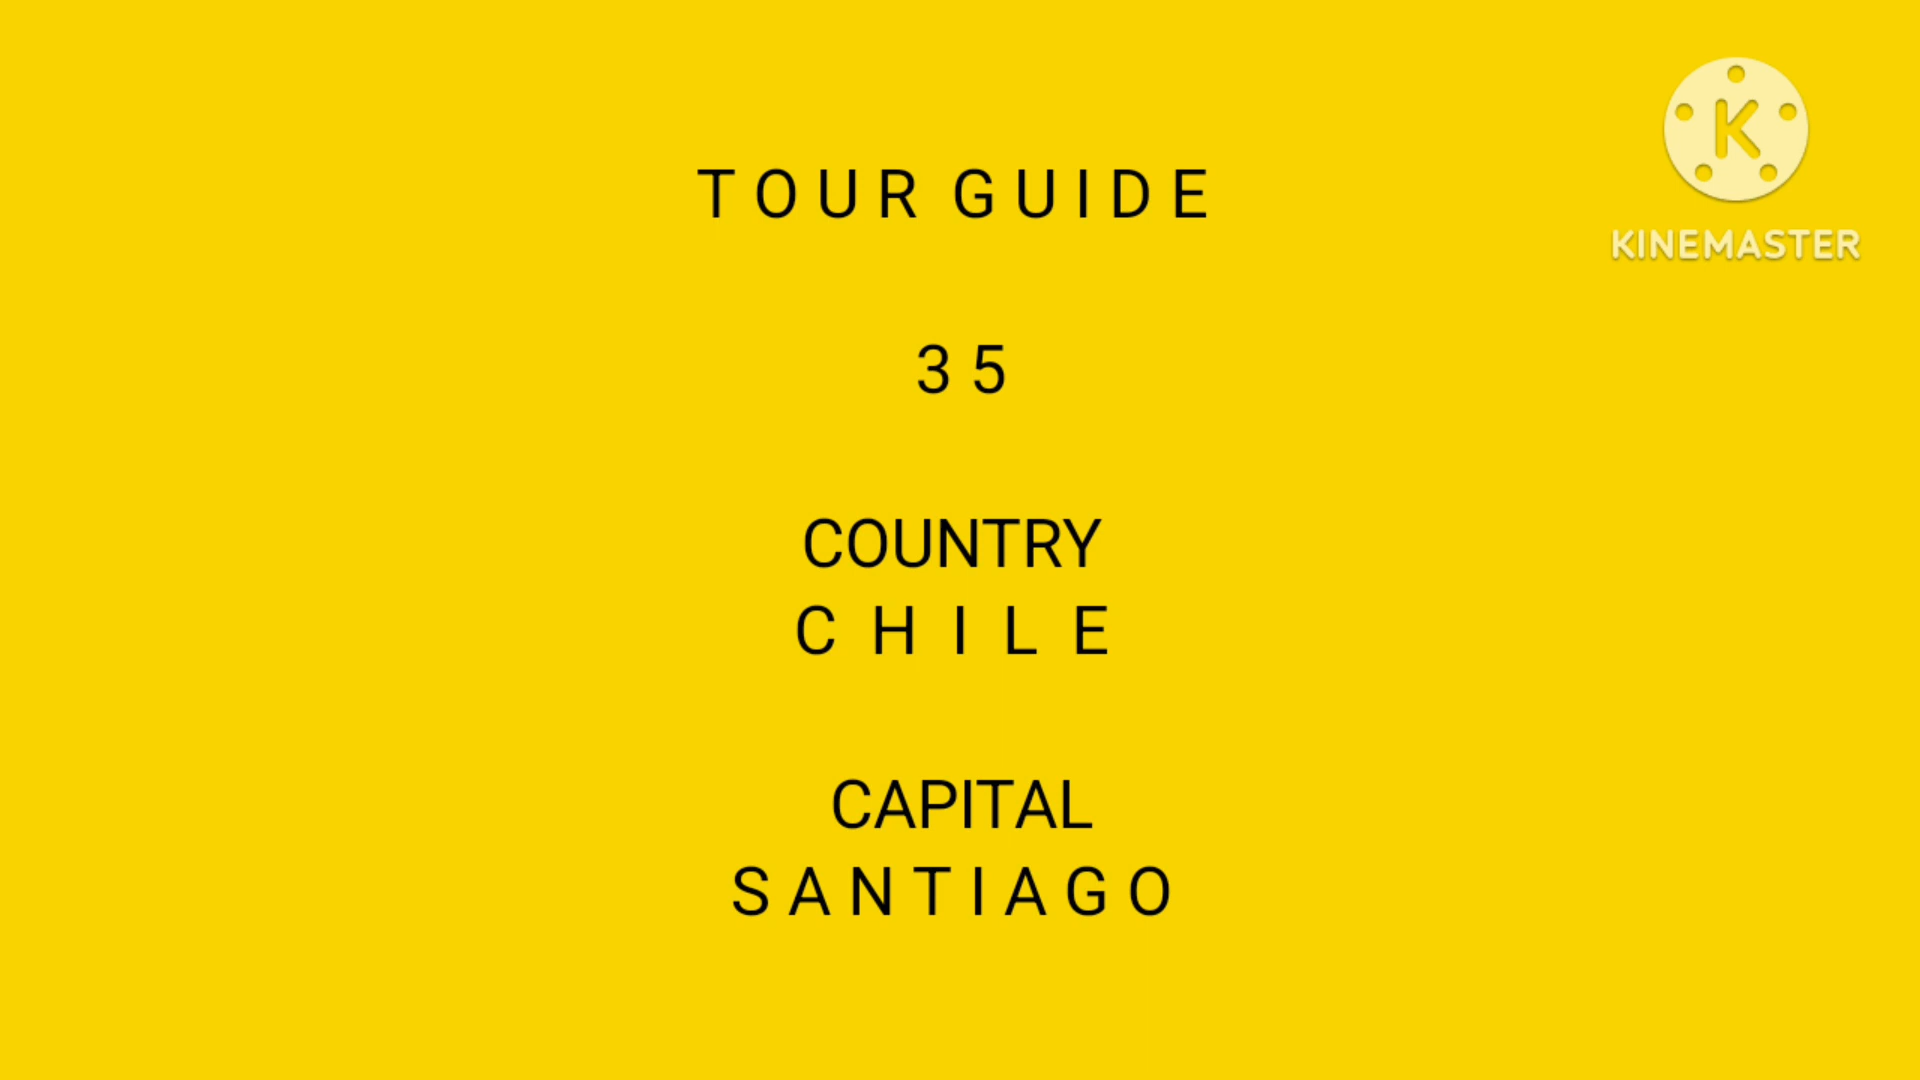 TOUR GUIDE
K
KINEMASTER
35
COUNTRY
CHILE
CAPITAL
SANTIAGO